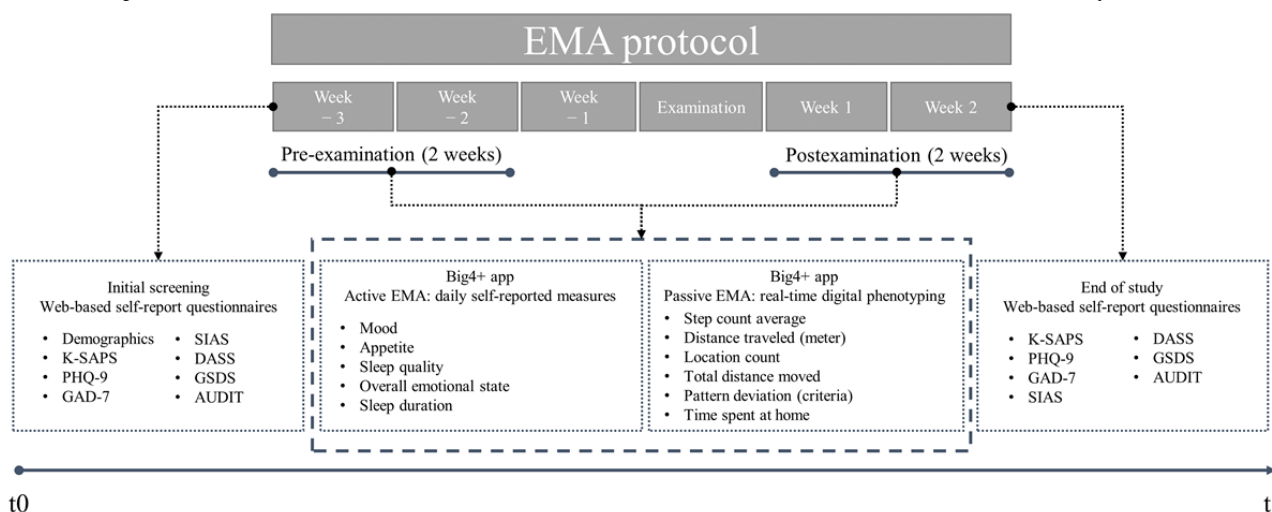 EMA protocol
Week
− 3
Week
− 2
Week
− 1
Examination
Week 1
Week 2
Pre-examination (2 weeks)
Postexamination (2 weeks)
Initial screening
Web-based self-report questionnaires
• Demographics
• K-SAPS
• PHQ-9
• GAD-7
• SIAS
• DASS
• GSDS
• AUDIT
Big4+ app
Active EMA: daily self-reported measures
• Mood
• Appetite
• Sleep quality
• Overall emotional state
• Sleep duration
Big4+ app
Passive EMA: real-time digital phenotyping
• Step count average
• Distance traveled (meter)
• Location count
• Total distance moved
• Pattern deviation (criteria)
• Time spent at home
End of study
Web-based self-report questionnaires
• K-SAPS
• PHQ-9
• GAD-7
• SIAS
• DASS
• GSDS
• AUDIT
t0
t